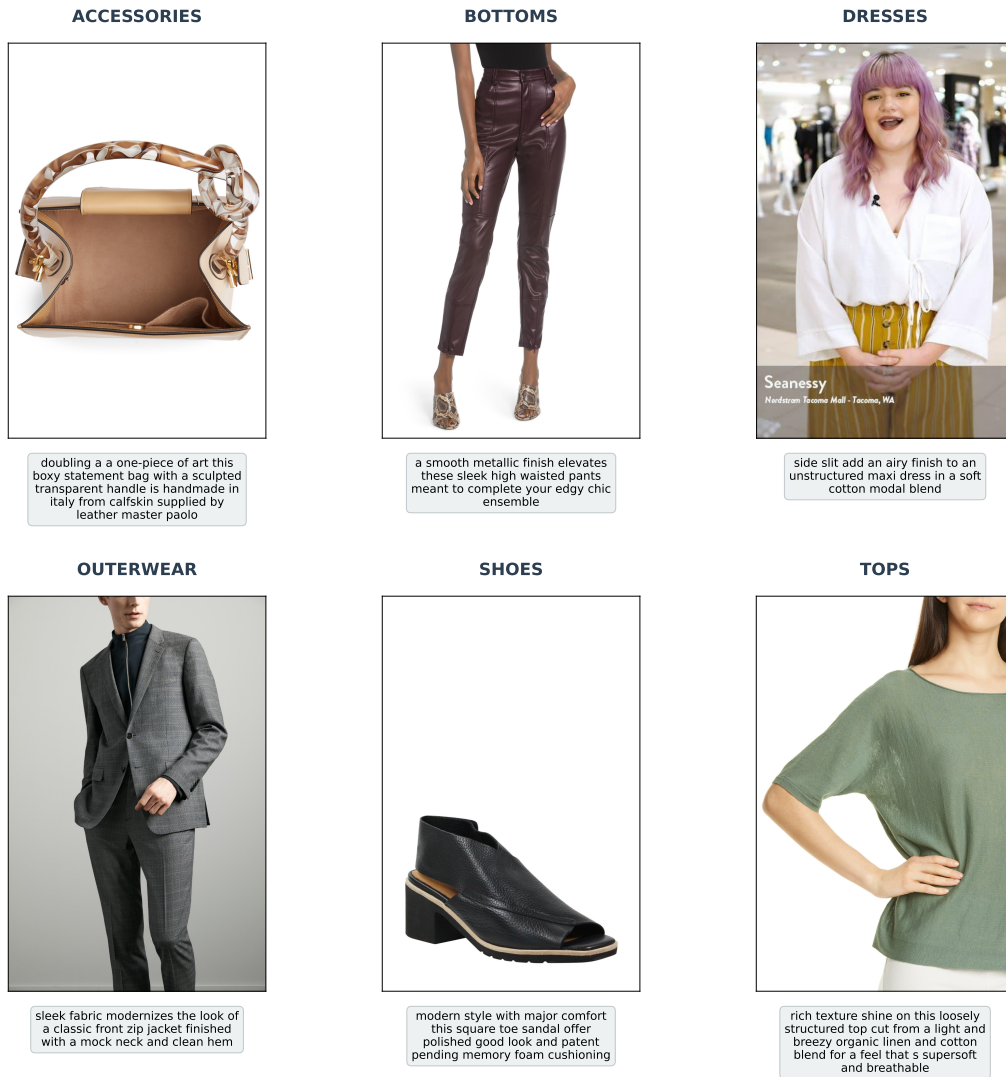 ACCESSORIES
BOTTOMS
DRESSES
Seanessy
Nordstrom Tacoma Mall - Tacoma, WA
doubling a a one-piece of art this
boxy statement bag with a sculpted
transparent handle is handmade in
italy from calfskin supplied by
leather master paolo
a smooth metallic finish elevates
these sleek high waisted pants
meant to complete your edgy chic
ensemble
side slit add an airy finish to an
unstructured maxi dress in a soft
cotton modal blend
OUTERWEAR
SHOES
TOPS
sleek fabric modernizes the look of
a classic front zip jacket finished
with a mock neck and clean hem
modern style with major comfort
this square toe sandal offer
polished good look and patent
pending memory foam cushioning
rich texture shine on this loosely
structured top cut from a light and
breezy organic linen and cotton
blend for a feel that s supersoft
and breathable